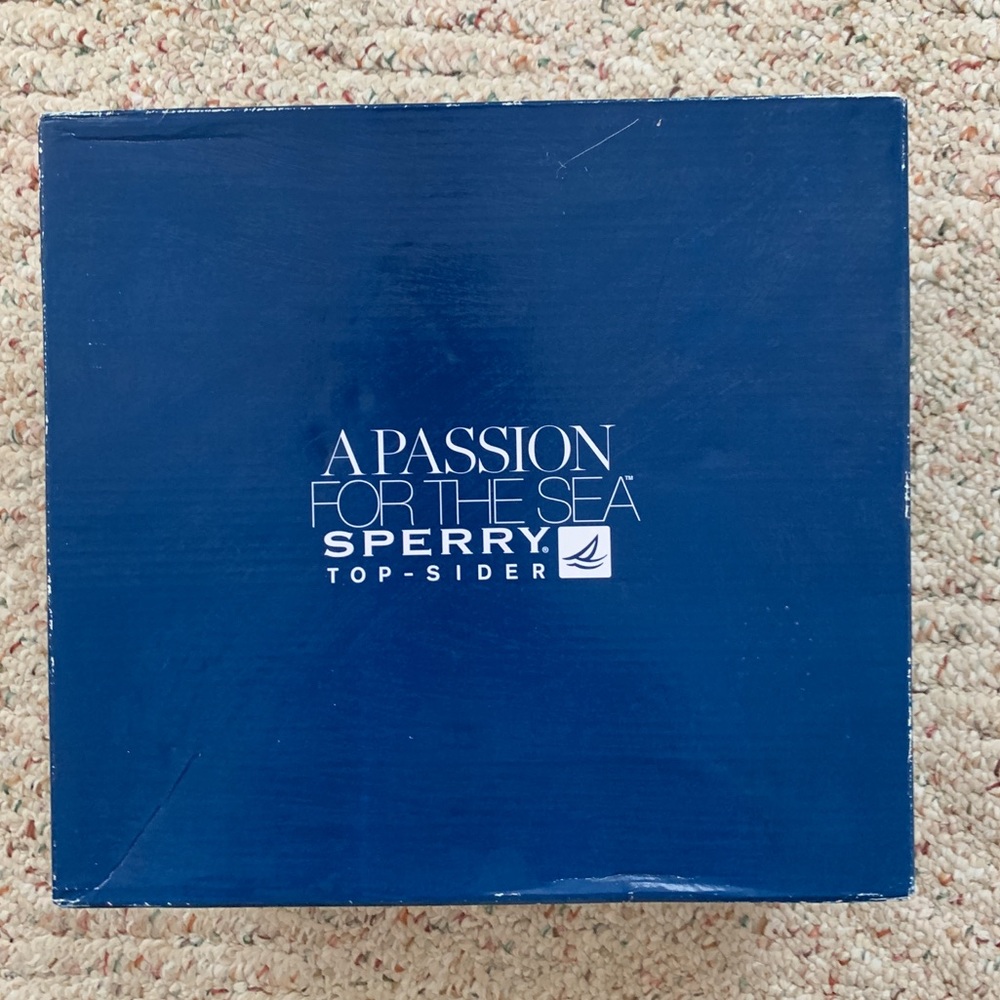 A PASSION
FOR THE SEA™
SPERRY®
TOP-SIDER